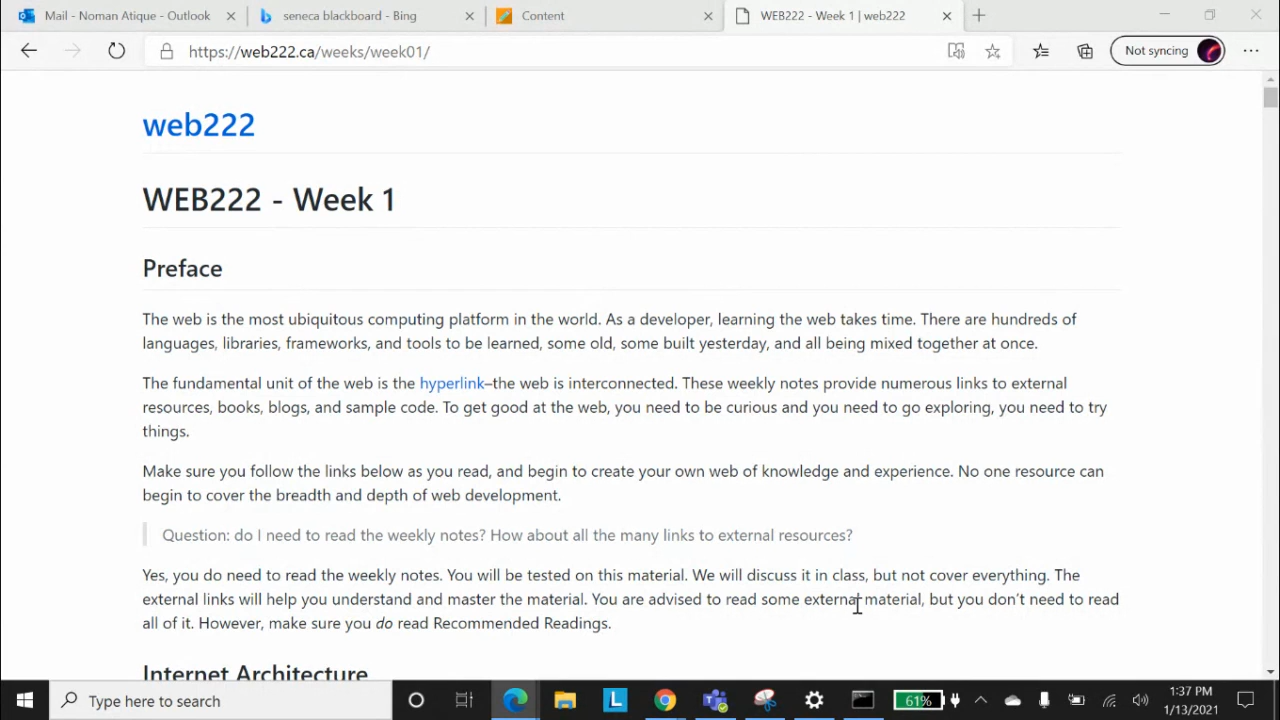 Mail - Noman Atique - Outlook
seneca blackboard - Bing
Content
WEB222 - Week 1 | web222
https://web222.ca/weeks/week01/
Not syncing
web222
WEB222 - Week 1
Preface
The web is the most ubiquitous computing platform in the world. As a developer, learning the web takes time. There are hundreds of
languages, libraries, frameworks, and tools to be learned, some old, some built yesterday, and all being mixed together at once.
The fundamental unit of the web is the hyperlink–the web is interconnected. These weekly notes provide numerous links to external
resources, books, blogs, and sample code. To get good at the web, you need to be curious and you need to go exploring, you need to try
things.
Make sure you follow the links below as you read, and begin to create your own web of knowledge and experience. No one resource can
begin to cover the breadth and depth of web development.
Question: do I need to read the weekly notes? How about all the many links to external resources?
Yes, you do need to read the weekly notes. You will be tested on this material. We will discuss it in class, but not cover everything. The
external links will help you understand and master the material. You are advised to read some external material, but you don't need to read
all of it. However, make sure you do read Recommended Readings.
Internet Architecture
Type here to search
L
61%
1:37 PM
1/13/2021